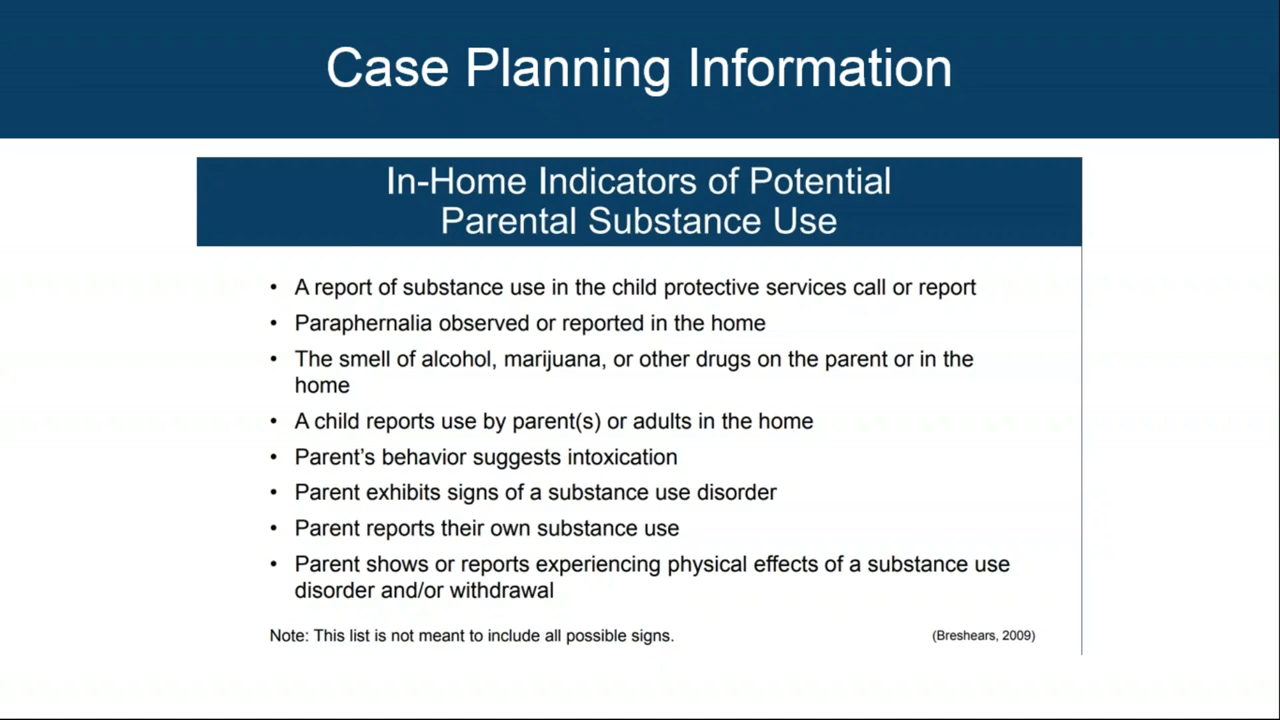 Case Planning Information
In-Home Indicators of Potential
Parental Substance Use
• A report of substance use in the child protective services call or report
• Paraphernalia observed or reported in the home
• The smell of alcohol, marijuana, or other drugs on the parent or in the
home
• A child reports use by parent(s) or adults in the home
• Parent’s behavior suggests intoxication
• Parent exhibits signs of a substance use disorder
• Parent reports their own substance use
• Parent shows or reports experiencing physical effects of a substance use
disorder and/or withdrawal
Note: This list is not meant to include all possible signs.
(Breshears, 2009)